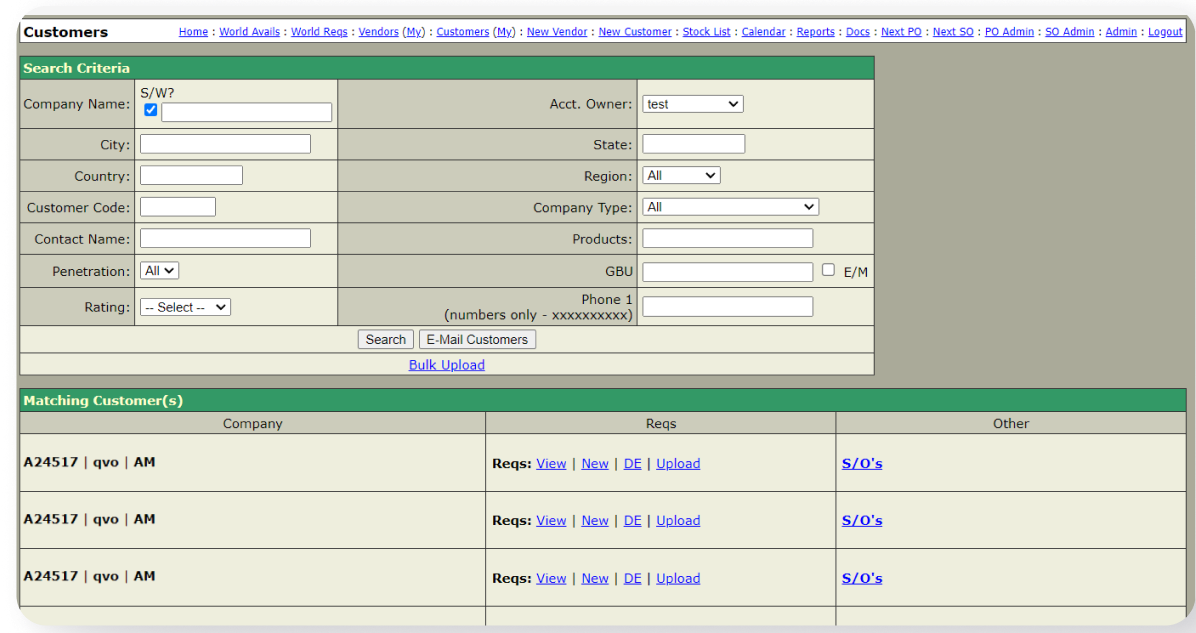 Customers Home : World Avails : World Reqs : Vendors (My) : Customers (My) : New Vendor : New Customer : Stock List : Calendar : Reports : Docs : Next PO : Next SO : PO Admin : SO Admin : Admin : Logout
Search Criteria
S/W?
Company Name: Acct. Owner: test
City: State:
Country: Region: All
Customer Code: Company Type: All
Contact Name: Products:
Penetration: All GBU E/M
Rating: -- Select -- Phone 1
(numbers only - xxxxxxxxxx)
Search E-Mail Customers
Bulk Upload
Matching Customer(s)
Company Reqs Other
A24517 | qvo | AM Reqs: View | New | DE | Upload S/O's
A24517 | qvo | AM Reqs: View | New | DE | Upload S/O's
A24517 | qvo | AM Reqs: View | New | DE | Upload S/O's